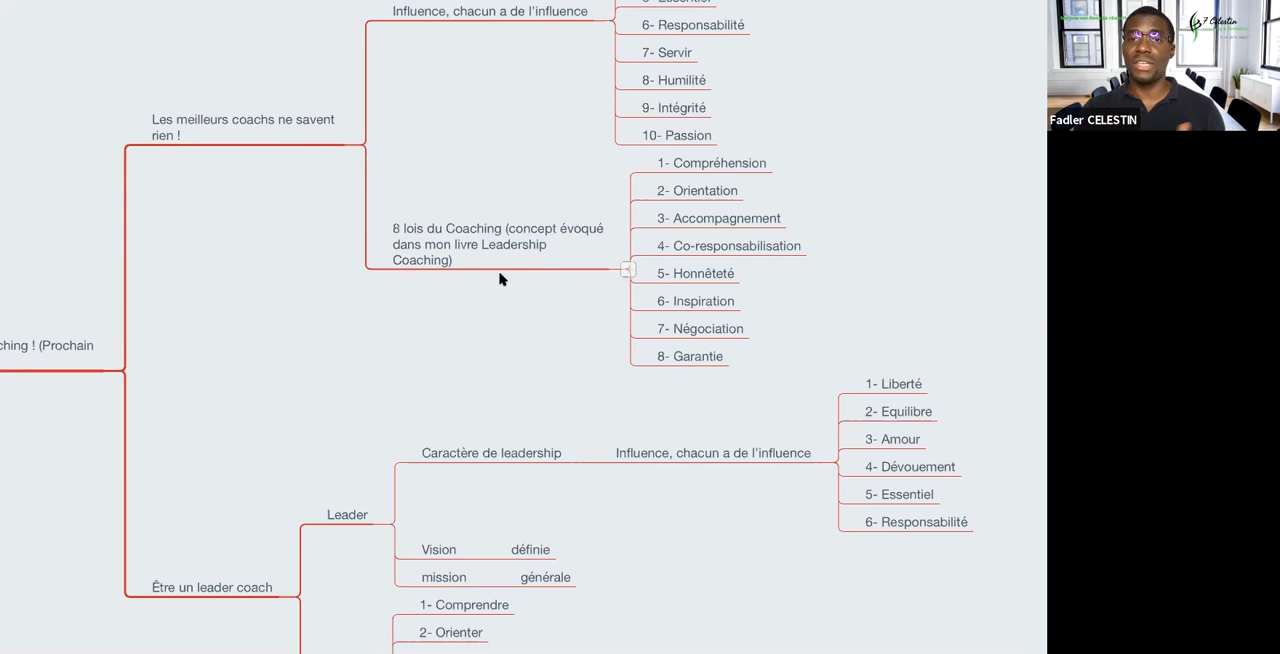 Influence, chacun a de l'influence
5- Essentiel
6- Responsabilité
7- Servir
8- Humilité
9- Intégrité
10- Passion
Les meilleurs coachs ne savent
rien !
8 lois du Coaching (concept évoqué
dans mon livre Leadership
Coaching)
1- Compréhension
2- Orientation
3- Accompagnement
4- Co-responsabilisation
5- Honnêteté
6- Inspiration
7- Négociation
8- Garantie
ching ! (Prochain
Être un leader coach
Leader
Caractère de leadership
Influence, chacun a de l'influence
1- Liberté
2- Equilibre
3- Amour
4- Dévouement
5- Essentiel
6- Responsabilité
Vision définie
mission générale
1- Comprendre
2- Orienter
7 Célestin
Fadler CELESTIN